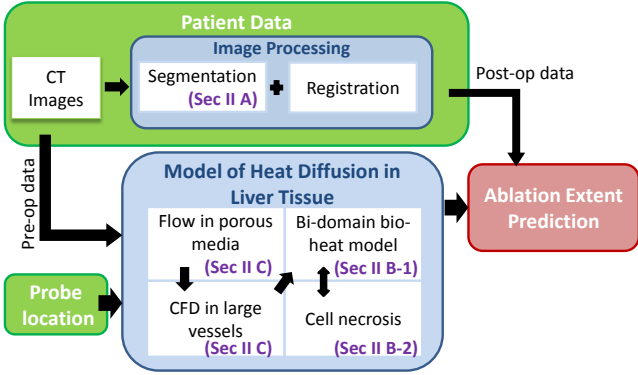 Patient Data
Image Processing
CT
Images
Segmentation
(Sec II A)
Registration
Post-op data
Pre-op data
Model of Heat Diffusion in
Liver Tissue
Flow in porous
media
(Sec II C)
Bi-domain bio-
heat model
(Sec II B-1)
CFD in large
vessels
(Sec II C)
Cell necrosis
(Sec II B-2)
Ablation Extent
Prediction
Probe
location